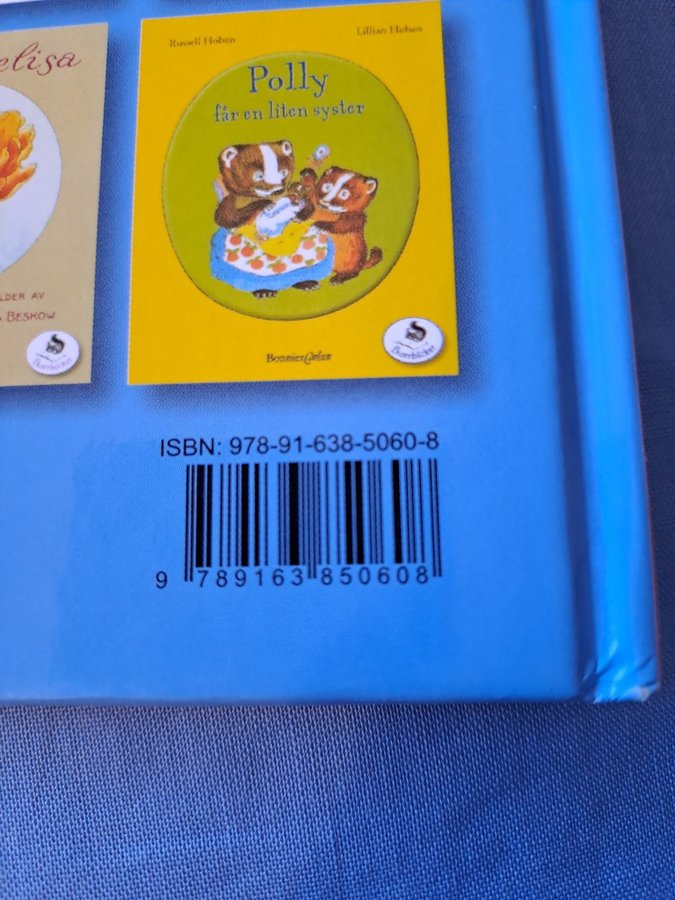 elisa
LDER AV
BESKOW
Russell Hoban
Lillian Hoban
Polly
får en liten syster
BonnierCarlsen
ISBN: 978-91-638-5060-8
9 789163 850608